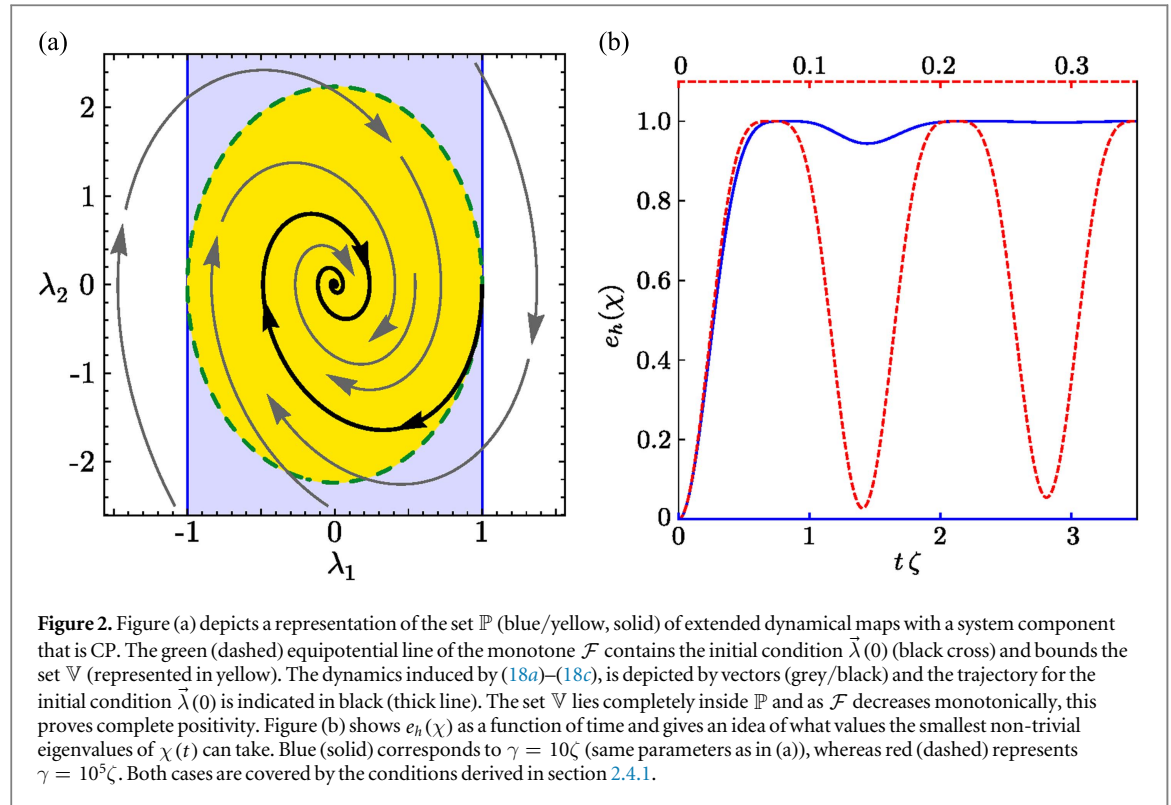 (a)
2
1
λ₂ 0
-1
-2
-1 0 1
λ₁
(b)
0 0.1 0.2 0.3
1.0
0.8
0.6
e_h(χ)
0.4
0.2
0
0 1 2 3
t ζ
Figure 2. Figure (a) depicts a representation of the set ℙ (blue/yellow, solid) of extended dynamical maps with a system component
that is CP. The green (dashed) equipotential line of the monotone ℱ contains the initial condition λ⃗(0) (black cross) and bounds the
set 𝕍 (represented in yellow). The dynamics induced by (18a)–(18c), is depicted by vectors (grey/black) and the trajectory for the
initial condition λ⃗(0) is indicated in black (thick line). The set 𝕍 lies completely inside ℙ and as ℱ decreases monotonically, this
proves complete positivity. Figure (b) shows e_h(χ) as a function of time and gives an idea of what values the smallest non-trivial
eigenvalues of χ(t) can take. Blue (solid) corresponds to γ = 10ζ (same parameters as in (a)), whereas red (dashed) represents
γ = 10⁵ζ. Both cases are covered by the conditions derived in section 2.4.1.